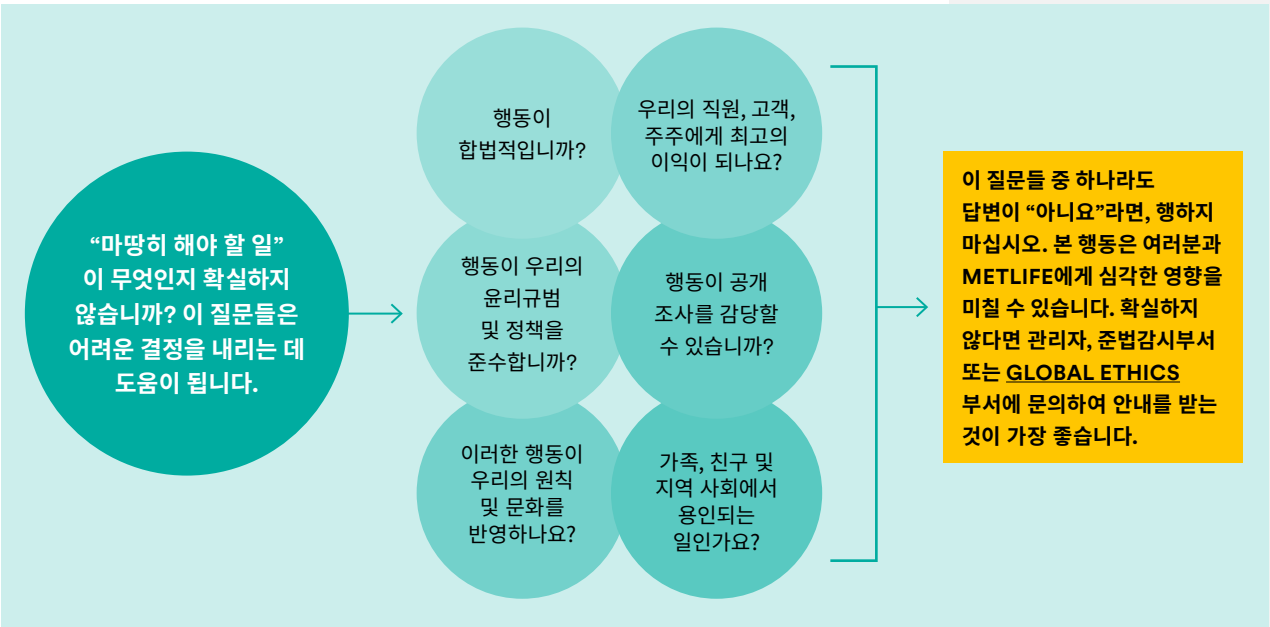 “마땅히 해야 할 일”
이 무엇인지 확실하지
않습니까? 이 질문들은
어려운 결정을 내리는 데
도움이 됩니다.
행동이
합법적입니까?
우리의 직원, 고객,
주주에게 최고의
이익이 되나요?
행동이 우리의
윤리규범
및 정책을
준수합니까?
행동이 공개
조사를 감당할
수 있습니까?
이러한 행동이
우리의 원칙
및 문화를
반영하나요?
가족, 친구 및
지역 사회에서
용인되는
일인가요?
이 질문들 중 하나라도
답변이 “아니요”라면, 행하지
마십시오. 본 행동은 여러분과
METLIFE에게 심각한 영향을
미칠 수 있습니다. 확실하지
않다면 관리자, 준법감시부서
또는 GLOBAL ETHICS
부서에 문의하여 안내를 받는
것이 가장 좋습니다.